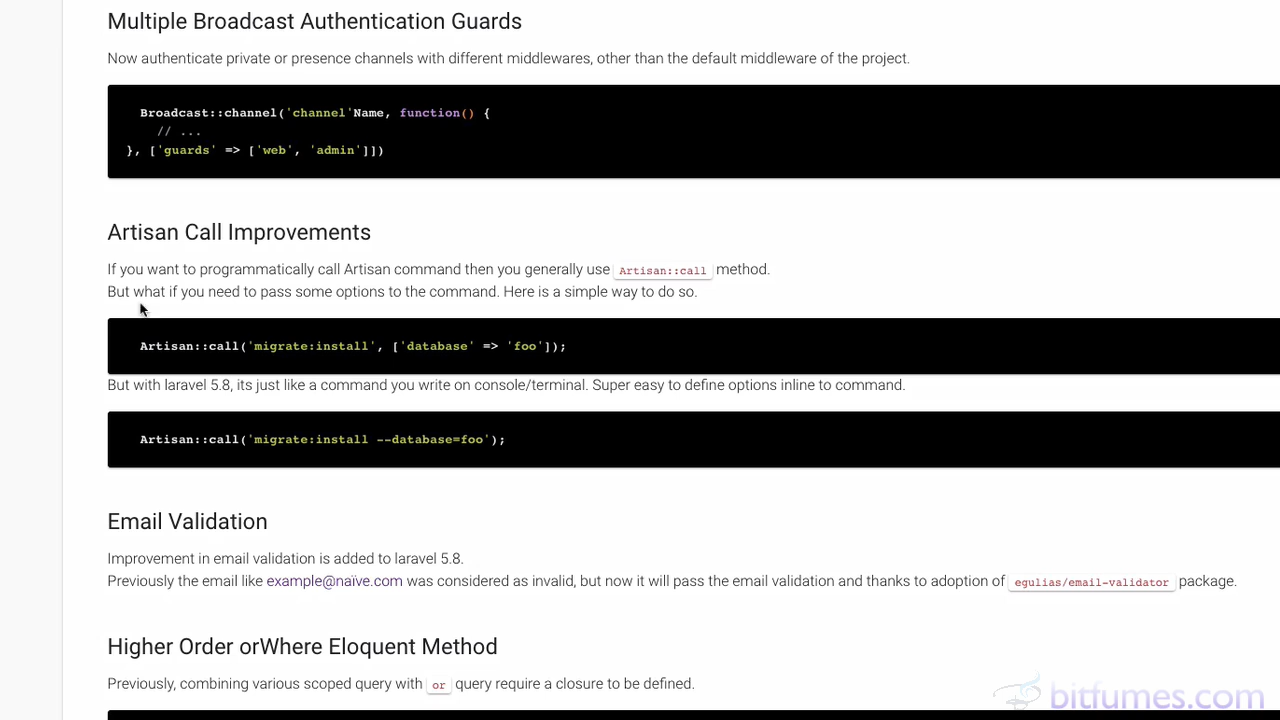 Multiple Broadcast Authentication Guards
Now authenticate private or presence channels with different middlewares, other than the default middleware of the project.
Broadcast::channel('channel'Name, function() {
// ...
}, ['guards' => ['web', 'admin']])
Artisan Call Improvements
If you want to programmatically call Artisan command then you generally use Artisan::call method.
But what if you need to pass some options to the command. Here is a simple way to do so.
Artisan::call('migrate:install', ['database' => 'foo']);
But with laravel 5.8, its just like a command you write on console/terminal. Super easy to define options inline to command.
Artisan::call('migrate:install --database=foo');
Email Validation
Improvement in email validation is added to laravel 5.8.
Previously the email like example@naïve.com was considered as invalid, but now it will pass the email validation and thanks to adoption of egulias/email-validator package.
Higher Order orWhere Eloquent Method
Previously, combining various scoped query with or query require a closure to be defined.
bitfumes.com